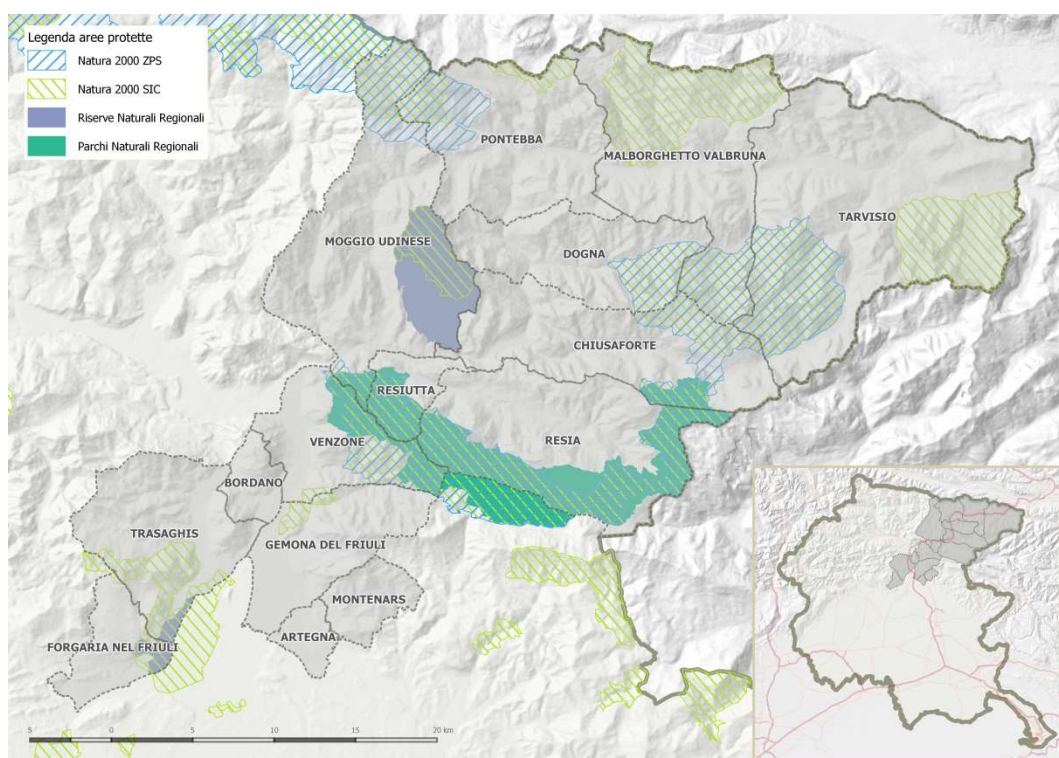 Legenda aree protette
Natura 2000 ZPS
Natura 2000 SIC
Riserve Naturali Regionali
Parchi Naturali Regionali
PONTEBBA
MALBORGHETTO VALBRUNA
TARVISIO
MOGGIO UDINESE
DOGNA
CHIUSAFORTE
RESIUTTA
VENZONE
RESIA
BORDANO
TRASAGHIS
GEMONA DEL FRIULI
MONTENARS
ARTEGNA
FORGARIA NEL FRIULI
5 0 5 10 15 20 km